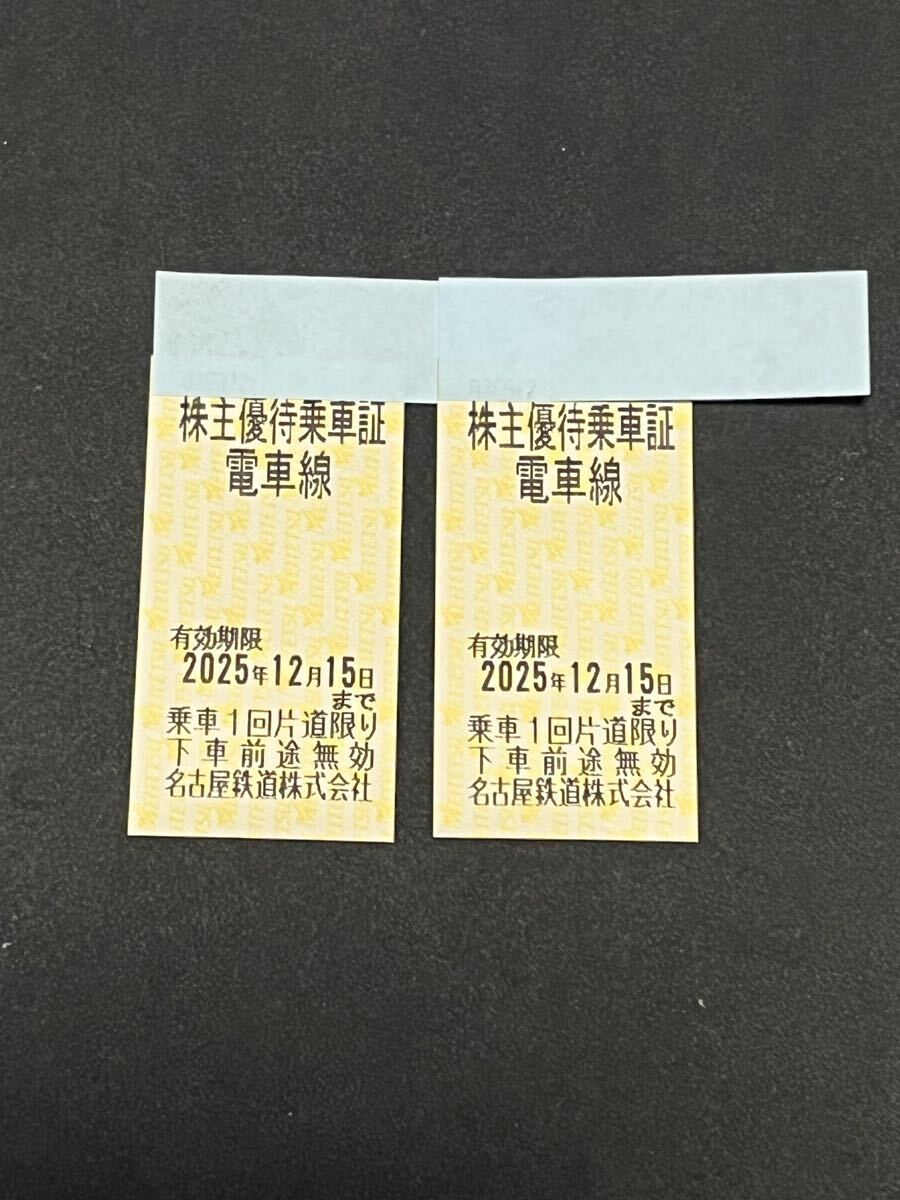 株主優待乗車証
電車線
有効期限
2025年12月15日
まで
乗車1回片道限り
下車前途無効
名古屋鉄道株式会社
株主優待乗車証
電車線
有効期限
2025年12月15日
まで
乗車1回片道限り
下車前途無効
名古屋鉄道株式会社